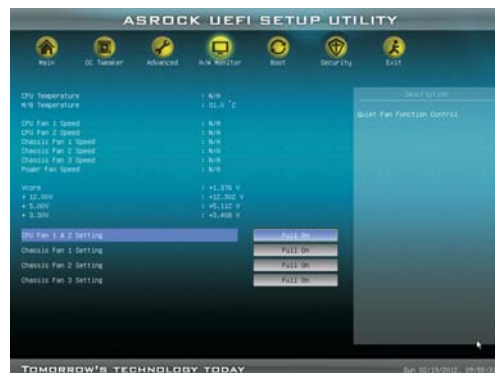 ASROCK UEFI SETUP UTILITY
Main OC Tweaker Advanced H/W Monitor Boot Security Exit
Description
CPU Temperature : N/A
M/B Temperature : 31.0 °C
Quiet Fan Function Control
CPU Fan 1 Speed : N/A
CPU Fan 2 Speed : N/A
Chassis Fan 1 Speed : N/A
Chassis Fan 2 Speed : N/A
Chassis Fan 3 Speed : N/A
Power Fan Speed : N/A
Vcore : +1.376 V
+ 12.00V : +12.302 V
+ 5.00V : +5.112 V
+ 3.30V : +3.408 V
CPU Fan 1 & 2 Setting Full On
Chassis Fan 1 Setting Full On
Chassis Fan 2 Setting Full On
Chassis Fan 3 Setting Full On
TOMORROW'S TECHNOLOGY TODAY
Sun 02/19/2012,